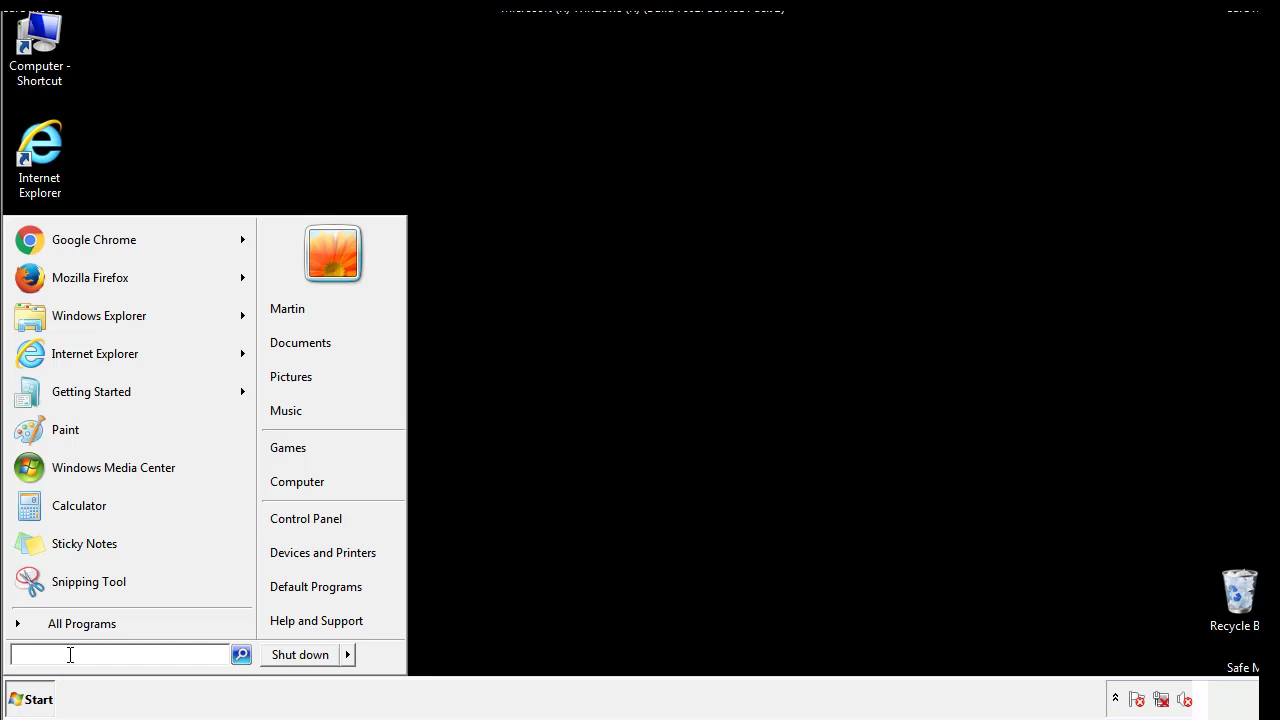 Computer -
Shortcut
Internet
Explorer
Google Chrome
Mozilla Firefox
Windows Explorer
Internet Explorer
Getting Started
Paint
Windows Media Center
Calculator
Sticky Notes
Snipping Tool
All Programs
Martin
Documents
Pictures
Music
Games
Computer
Control Panel
Devices and Printers
Default Programs
Help and Support
Shut down
Recycle B
Safe M
Start